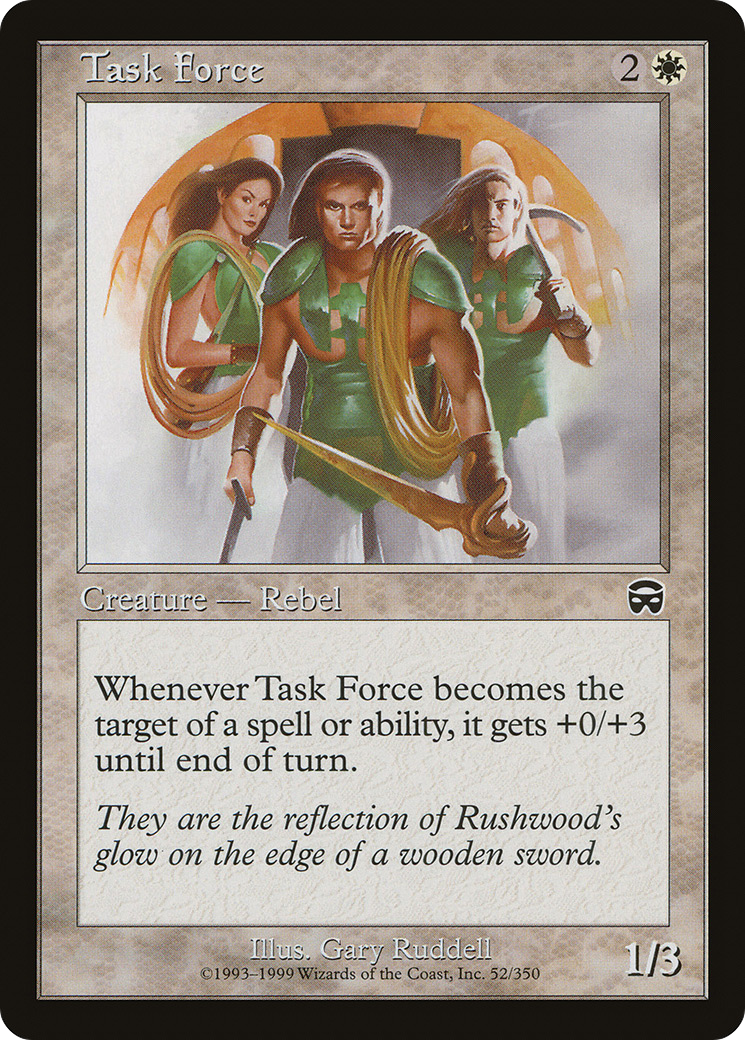 Task Force
2
Creature — Rebel
Whenever Task Force becomes the
target of a spell or ability, it gets +0/+3
until end of turn.
They are the reflection of Rushwood's
glow on the edge of a wooden sword.
Illus. Gary Ruddell
©1993–1999 Wizards of the Coast, Inc. 52/350
1/3